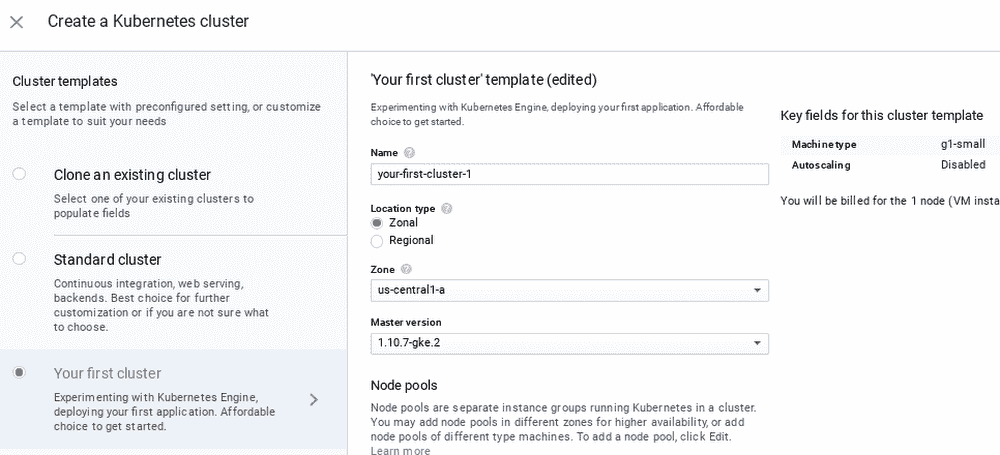 Create a Kubernetes cluster
Cluster templates
Select a template with preconfigured setting, or customize
a template to suit your needs
Clone an existing cluster
Select one of your existing clusters to
populate fields
Standard cluster
Continuous integration, web serving,
backends. Best choice for further
customization or if you are not sure what
to choose.
Your first cluster
Experimenting with Kubernetes Engine,
deploying your first application. Affordable
choice to get started.
'Your first cluster' template (edited)
Experimenting with Kubernetes Engine, deploying your first application. Affordable
choice to get started.
Name
your-first-cluster-1
Location type
Zonal
Regional
Zone
us-central1-a
Master version
1.10.7-gke.2
Node pools
Node pools are separate instance groups running Kubernetes in a cluster.
You may add node pools in different zones for higher availability, or add
node pools of different type machines. To add a node pool, click Edit.
Learn more
Key fields for this cluster template
Machine type g1-small
Autoscaling Disabled
You will be billed for the 1 node (VM insta